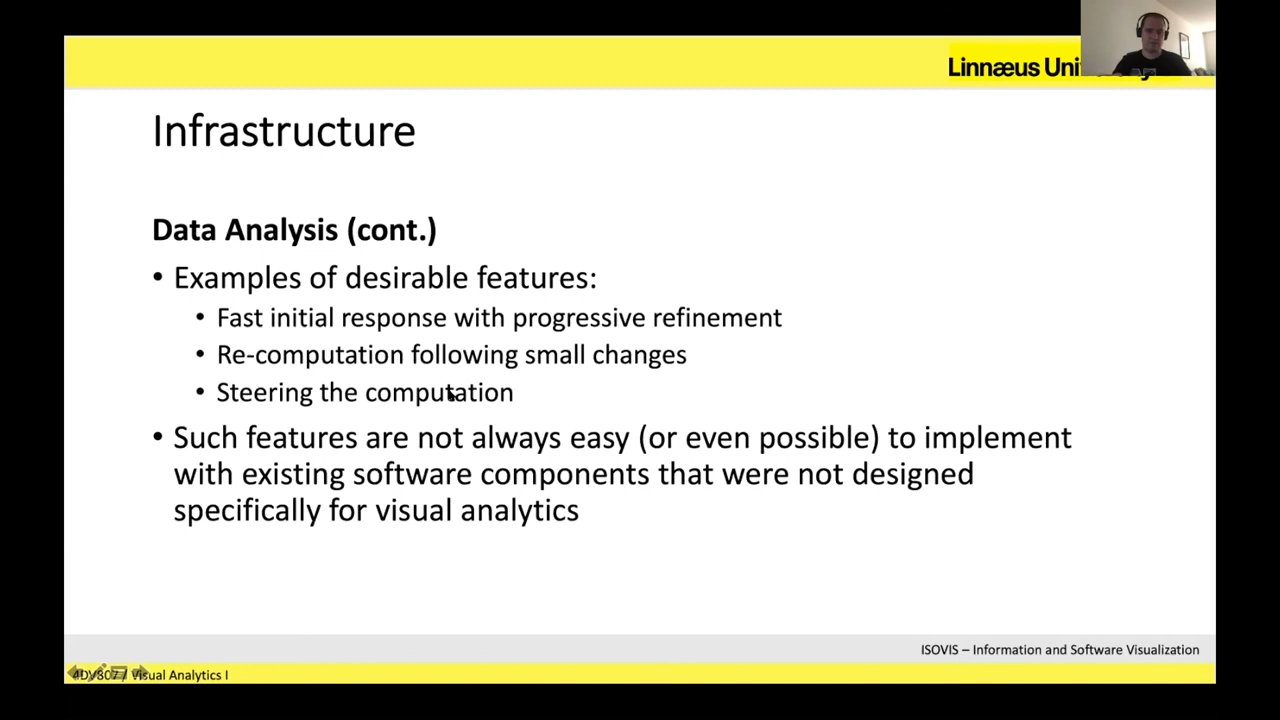 Linnæus Uni
Infrastructure
Data Analysis (cont.)
• Examples of desirable features:
• Fast initial response with progressive refinement
• Re-computation following small changes
• Steering the computation
• Such features are not always easy (or even possible) to implement
with existing software components that were not designed
specifically for visual analytics
ISOVIS – Information and Software Visualization
4DV807 / Visual Analytics I